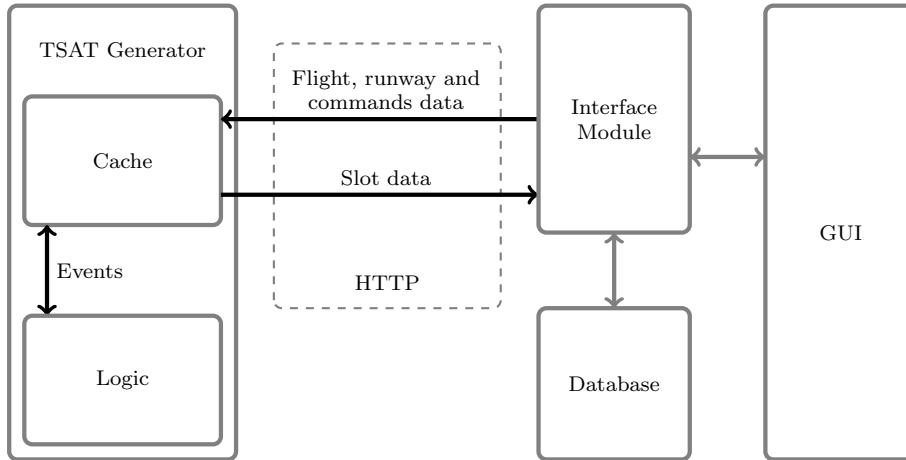 TSAT Generator
Cache
Events
Logic
Flight, runway and
commands data
Slot data
HTTP
Interface
Module
Database
GUI